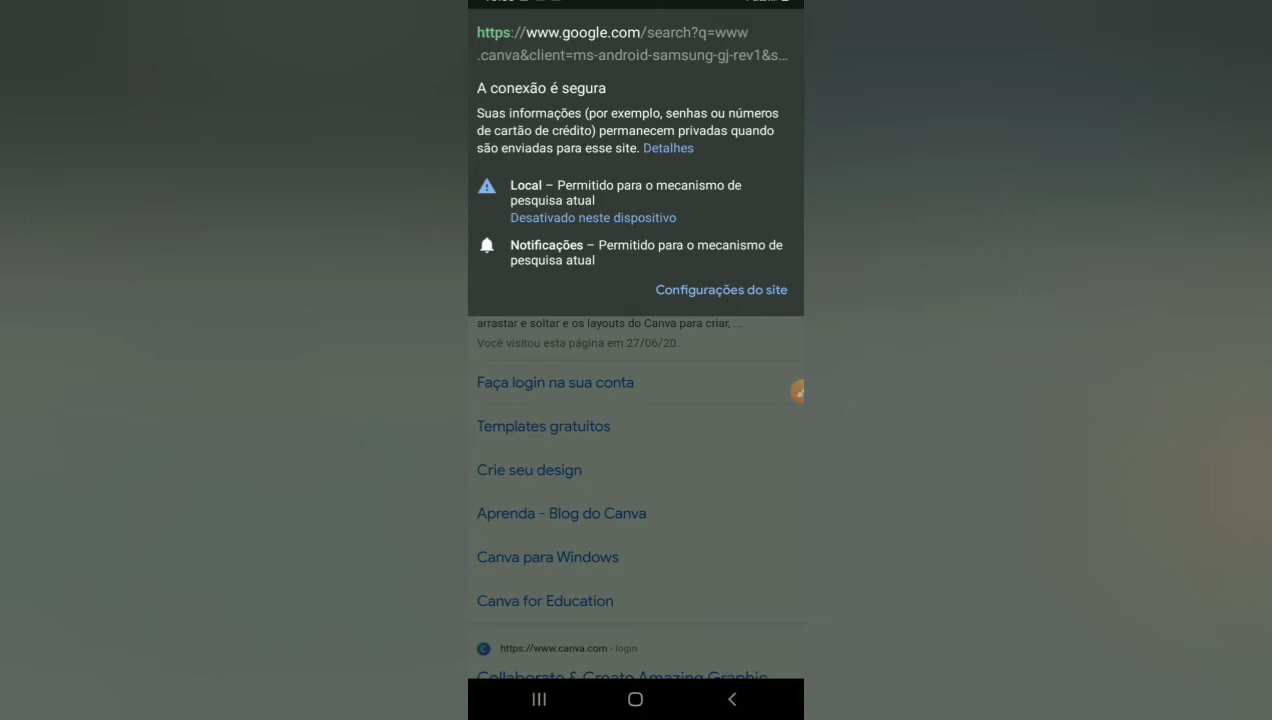 https://www.google.com/search?q=www
.canva&client=ms-android-samsung-gj-rev1&s...
A conexão é segura
Suas informações (por exemplo, senhas ou números
de cartão de crédito) permanecem privadas quando
são enviadas para esse site. Detalhes
Local – Permitido para o mecanismo de
pesquisa atual
Desativado neste dispositivo
Notificações – Permitido para o mecanismo de
pesquisa atual
Configurações do site
arrastar e soltar e os layouts do Canva para criar, ...
Você visitou esta página em 27/06/20.
Faça login na sua conta
Templates gratuitos
Crie seu design
Aprenda - Blog do Canva
Canva para Windows
Canva for Education
https://www.canva.com › login
Collaborate & Create Amazing Graphic